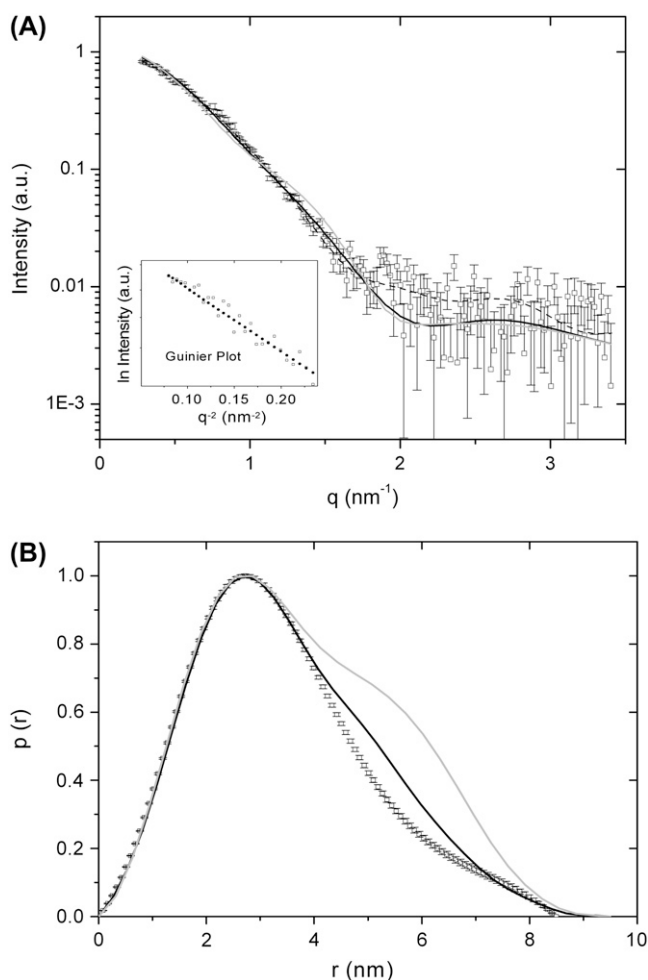 (A)
1
0.1
0.01
1E-3
Intensity (a.u.)
ln Intensity (a.u.)
Guinier Plot
0.10 0.15 0.20
q⁻² (nm⁻²)
0 1 2 3
q (nm⁻¹)
(B)
1.0
0.8
0.6
0.4
0.2
0.0
p (r)
0 2 4 6 8 10
r (nm)